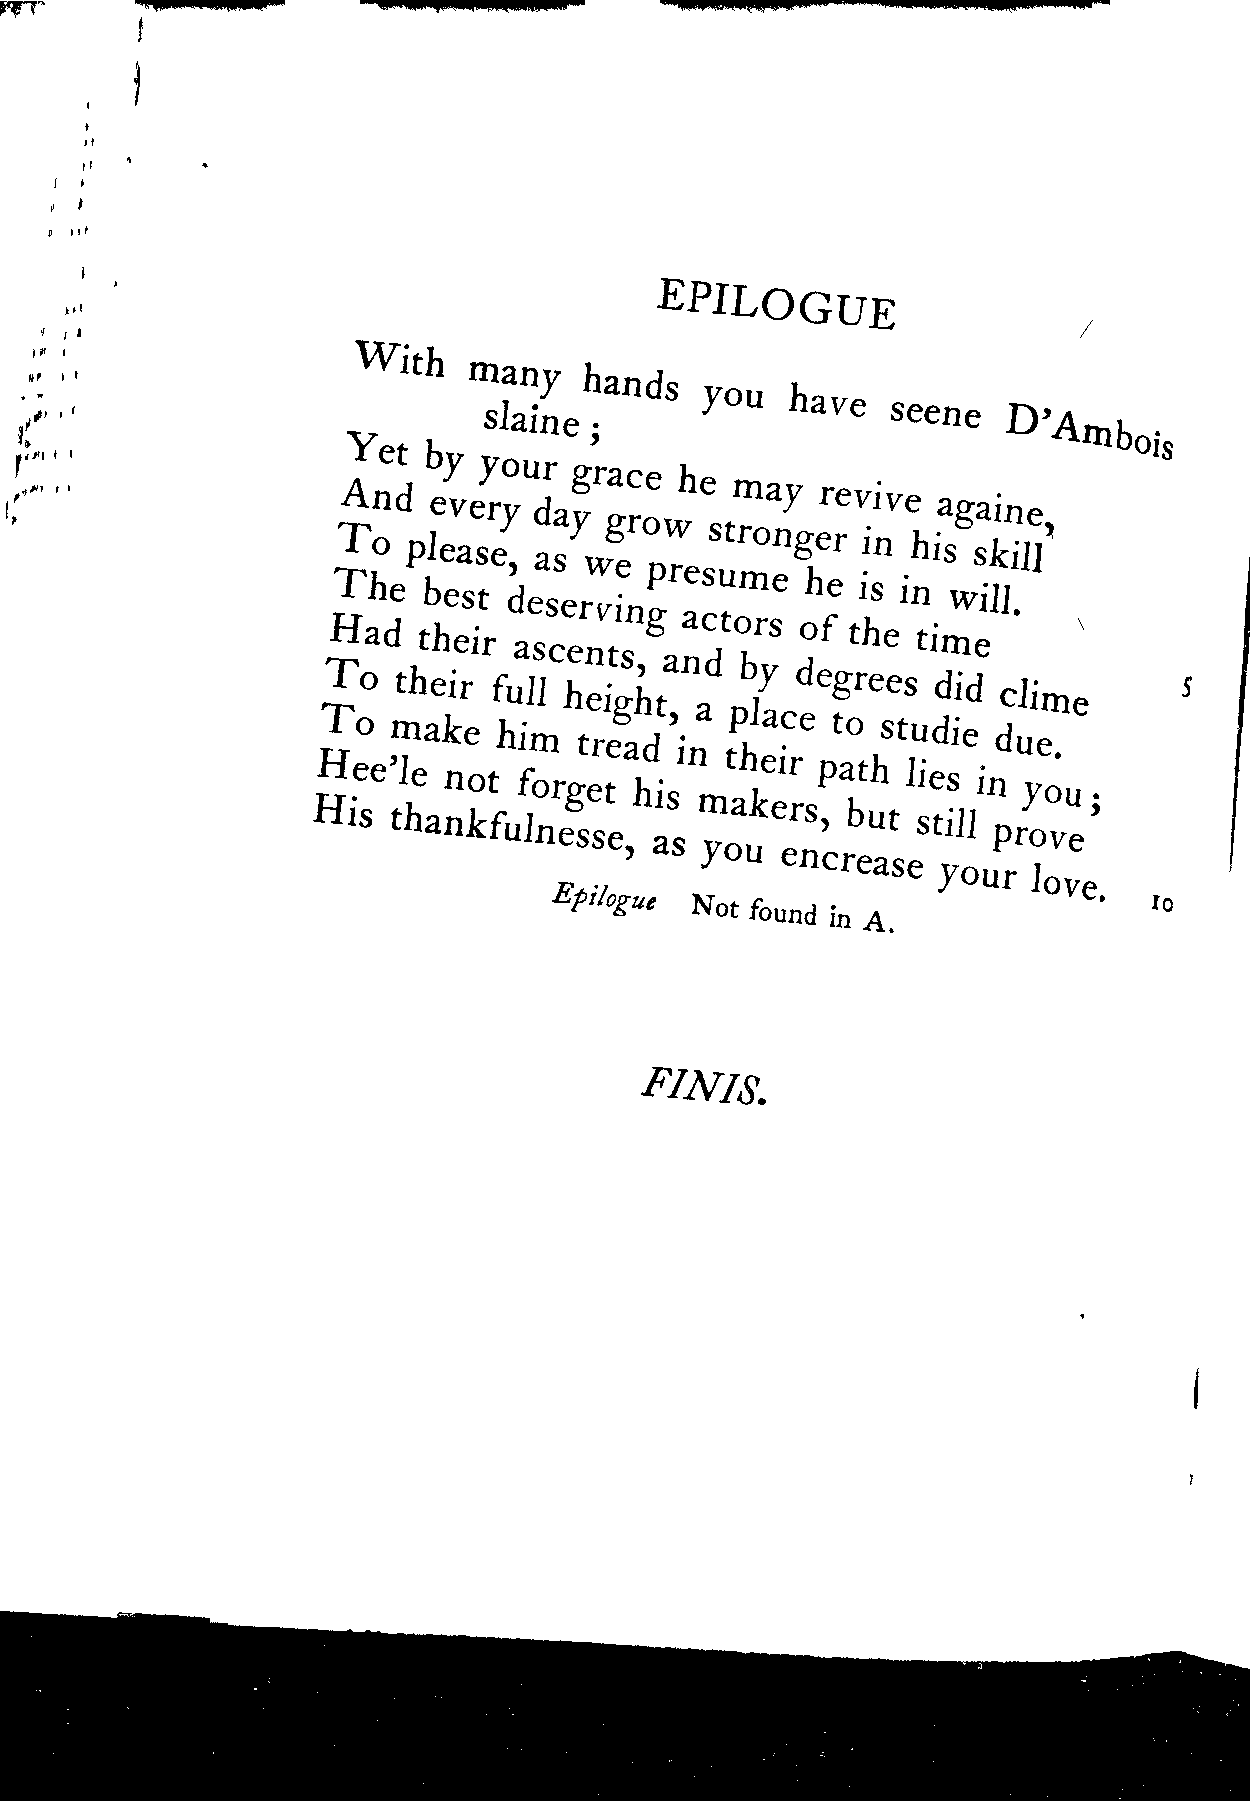 EPILOGUE
With many hands you have seene D'Ambois
slaine;
Yet by your grace he may revive againe,
And every day grow stronger in his skill
To please, as we presume he is in will.
The best deserving actors of the time 5
Had their ascents, and by degrees did clime
To their full height, a place to studie due.
To make him tread in their path lies in you;
Hee'le not forget his makers, but still prove
His thankfulnesse, as you encrease your love. 10
Epilogue Not found in A.
FINIS.